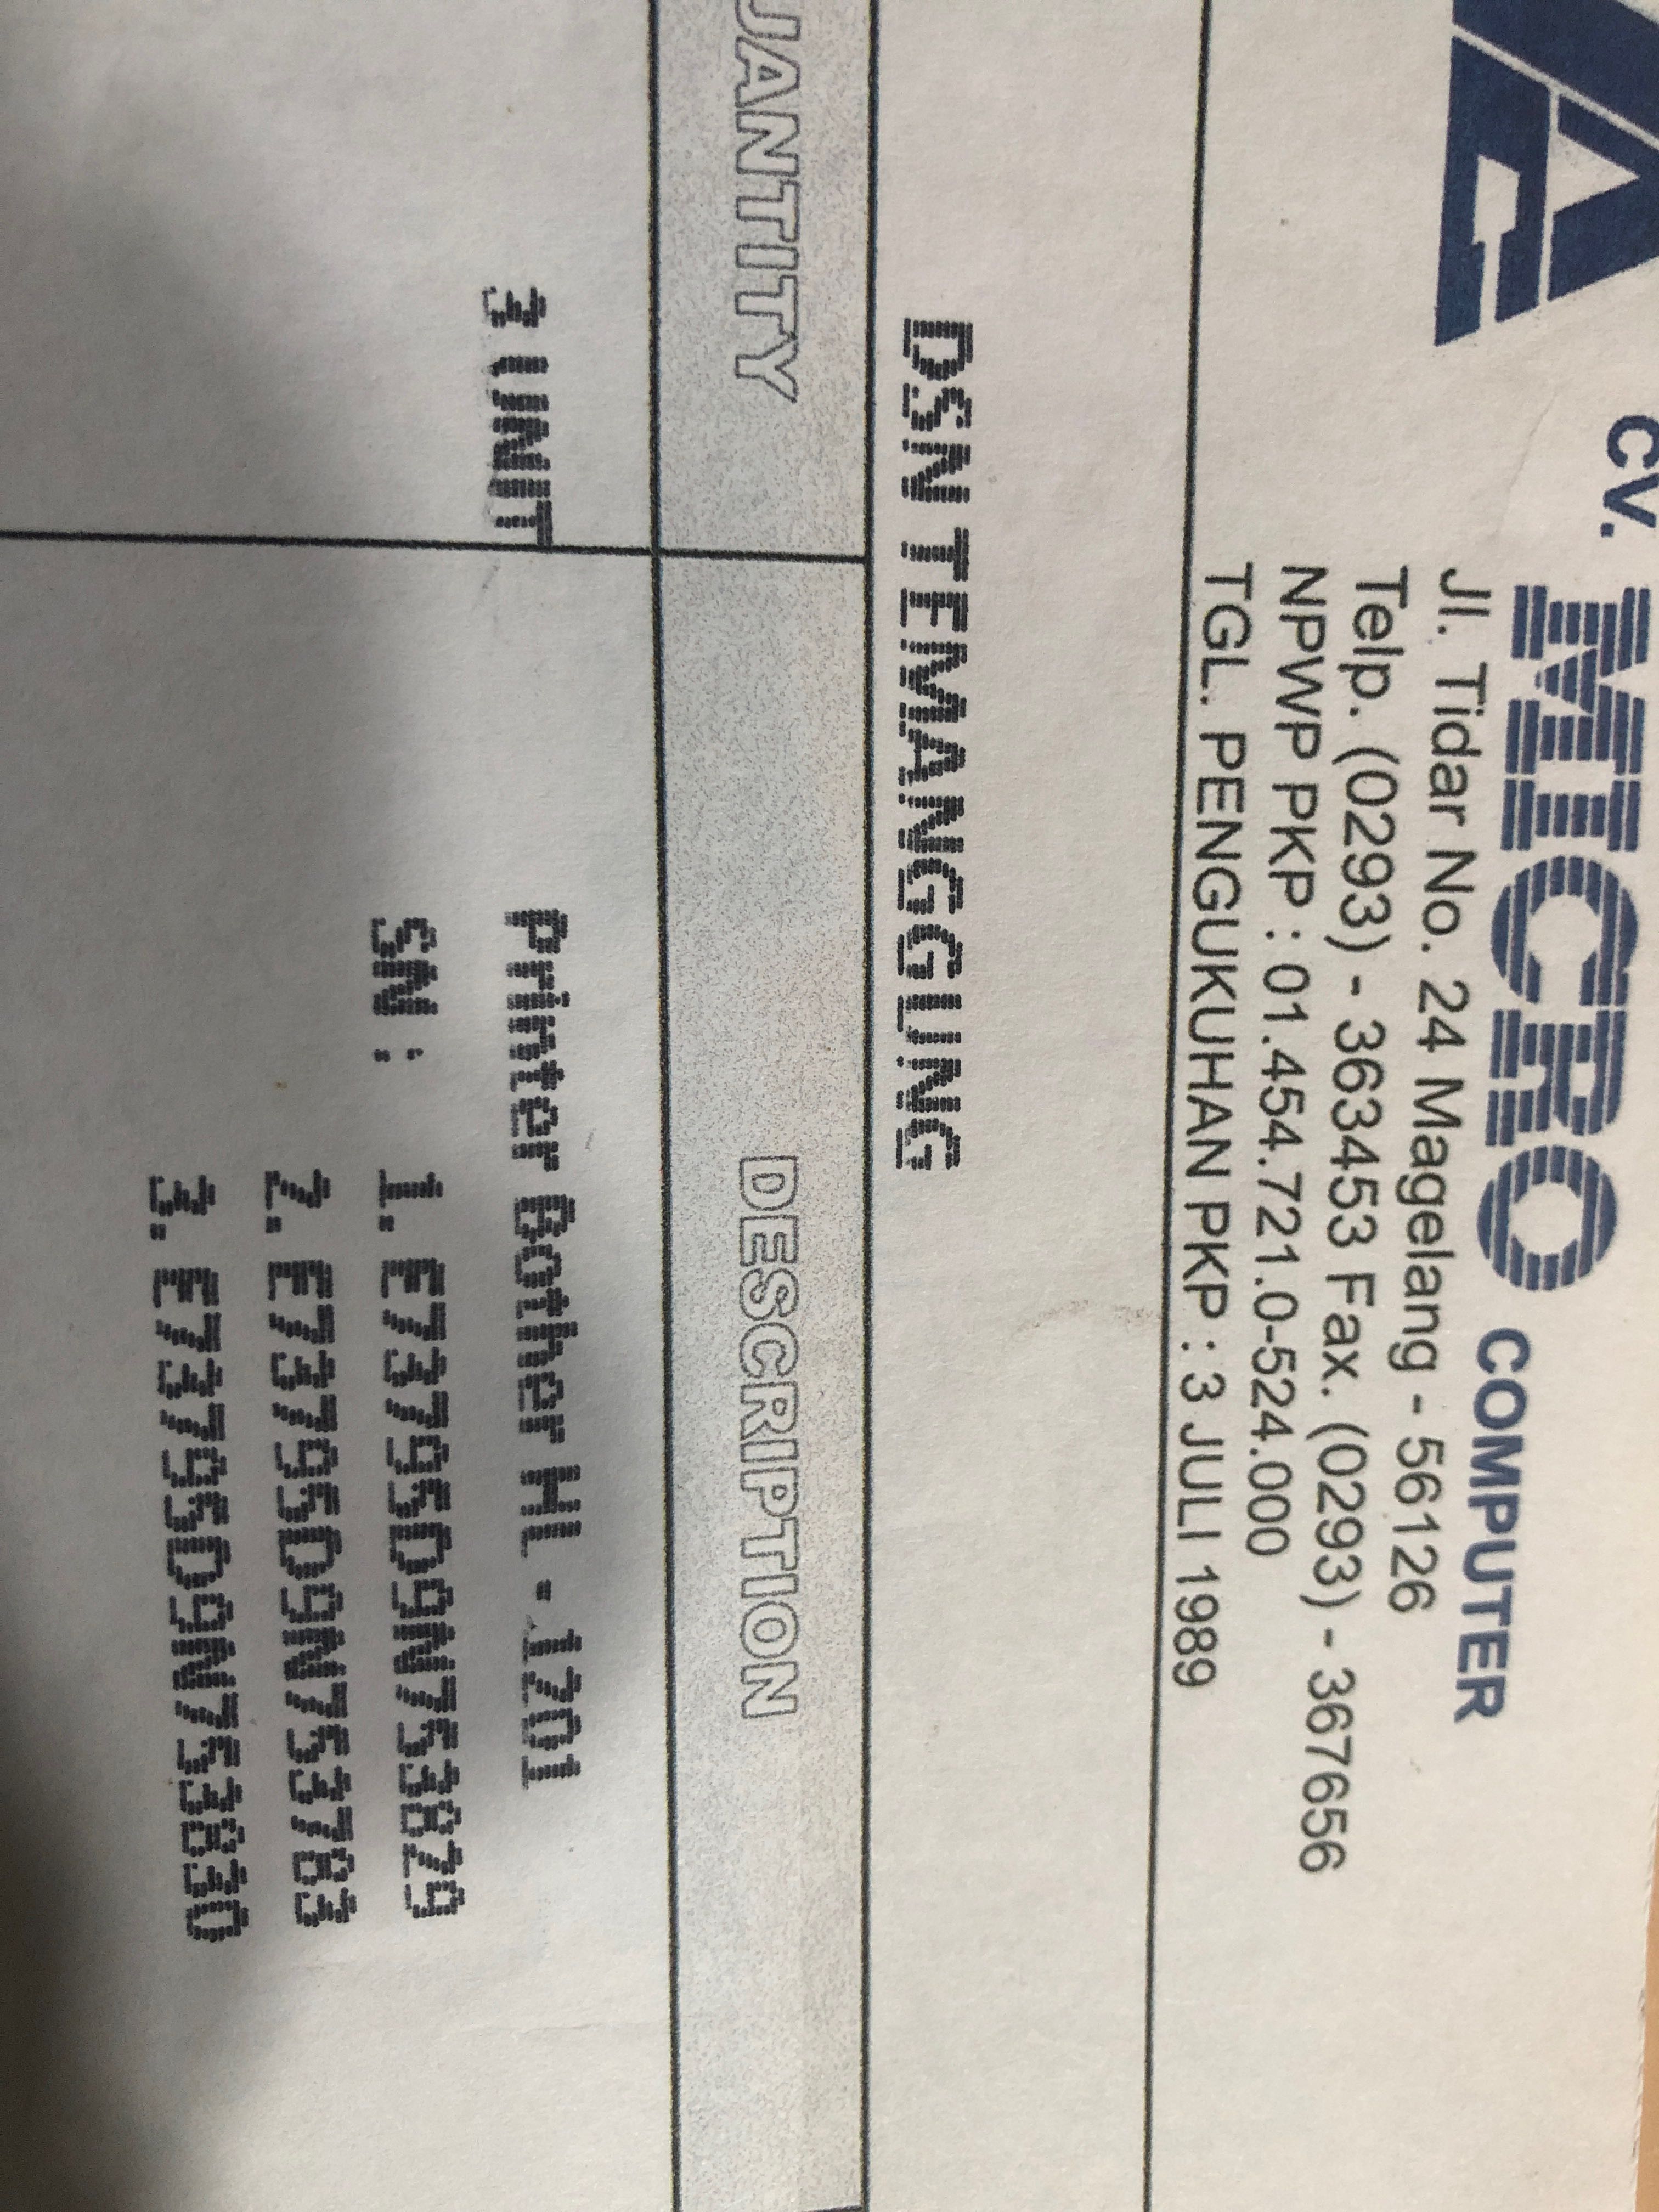 CV. MICRO COMPUTER
Jl. Tidar No. 24 Magelang - 56126
Telp. (0293) - 363453 Fax. (0293) - 367656
NPWP PKP : 01.454.721.0-524.000
TGL. PENGUKUHAN PKP : 3 JULI 1989
DSN TEMANGGUNG
UANTITY DESCRIPTION
3 UNIT Printer Bother HL - 1201
SN : 1. E73795D9N753829
2. E73795D9N753783
3. E73795D9N753830